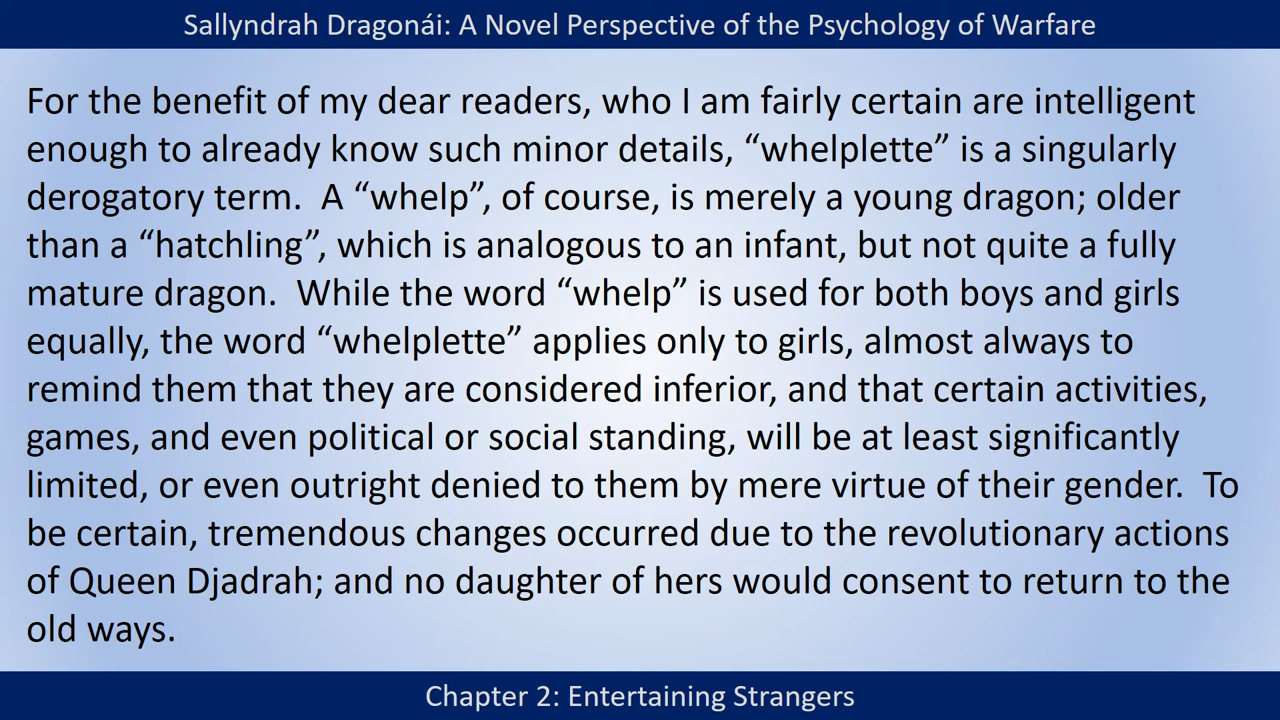 Sallyndrah Dragonái: A Novel Perspective of the Psychology of Warfare
For the benefit of my dear readers, who I am fairly certain are intelligent
enough to already know such minor details, “whelplette” is a singularly
derogatory term.  A “whelp”, of course, is merely a young dragon; older
than a “hatchling”, which is analogous to an infant, but not quite a fully
mature dragon.  While the word “whelp” is used for both boys and girls
equally, the word “whelplette” applies only to girls, almost always to
remind them that they are considered inferior, and that certain activities,
games, and even political or social standing, will be at least significantly
limited, or even outright denied to them by mere virtue of their gender.  To
be certain, tremendous changes occurred due to the revolutionary actions
of Queen Djadrah; and no daughter of hers would consent to return to the
old ways.
Chapter 2: Entertaining Strangers